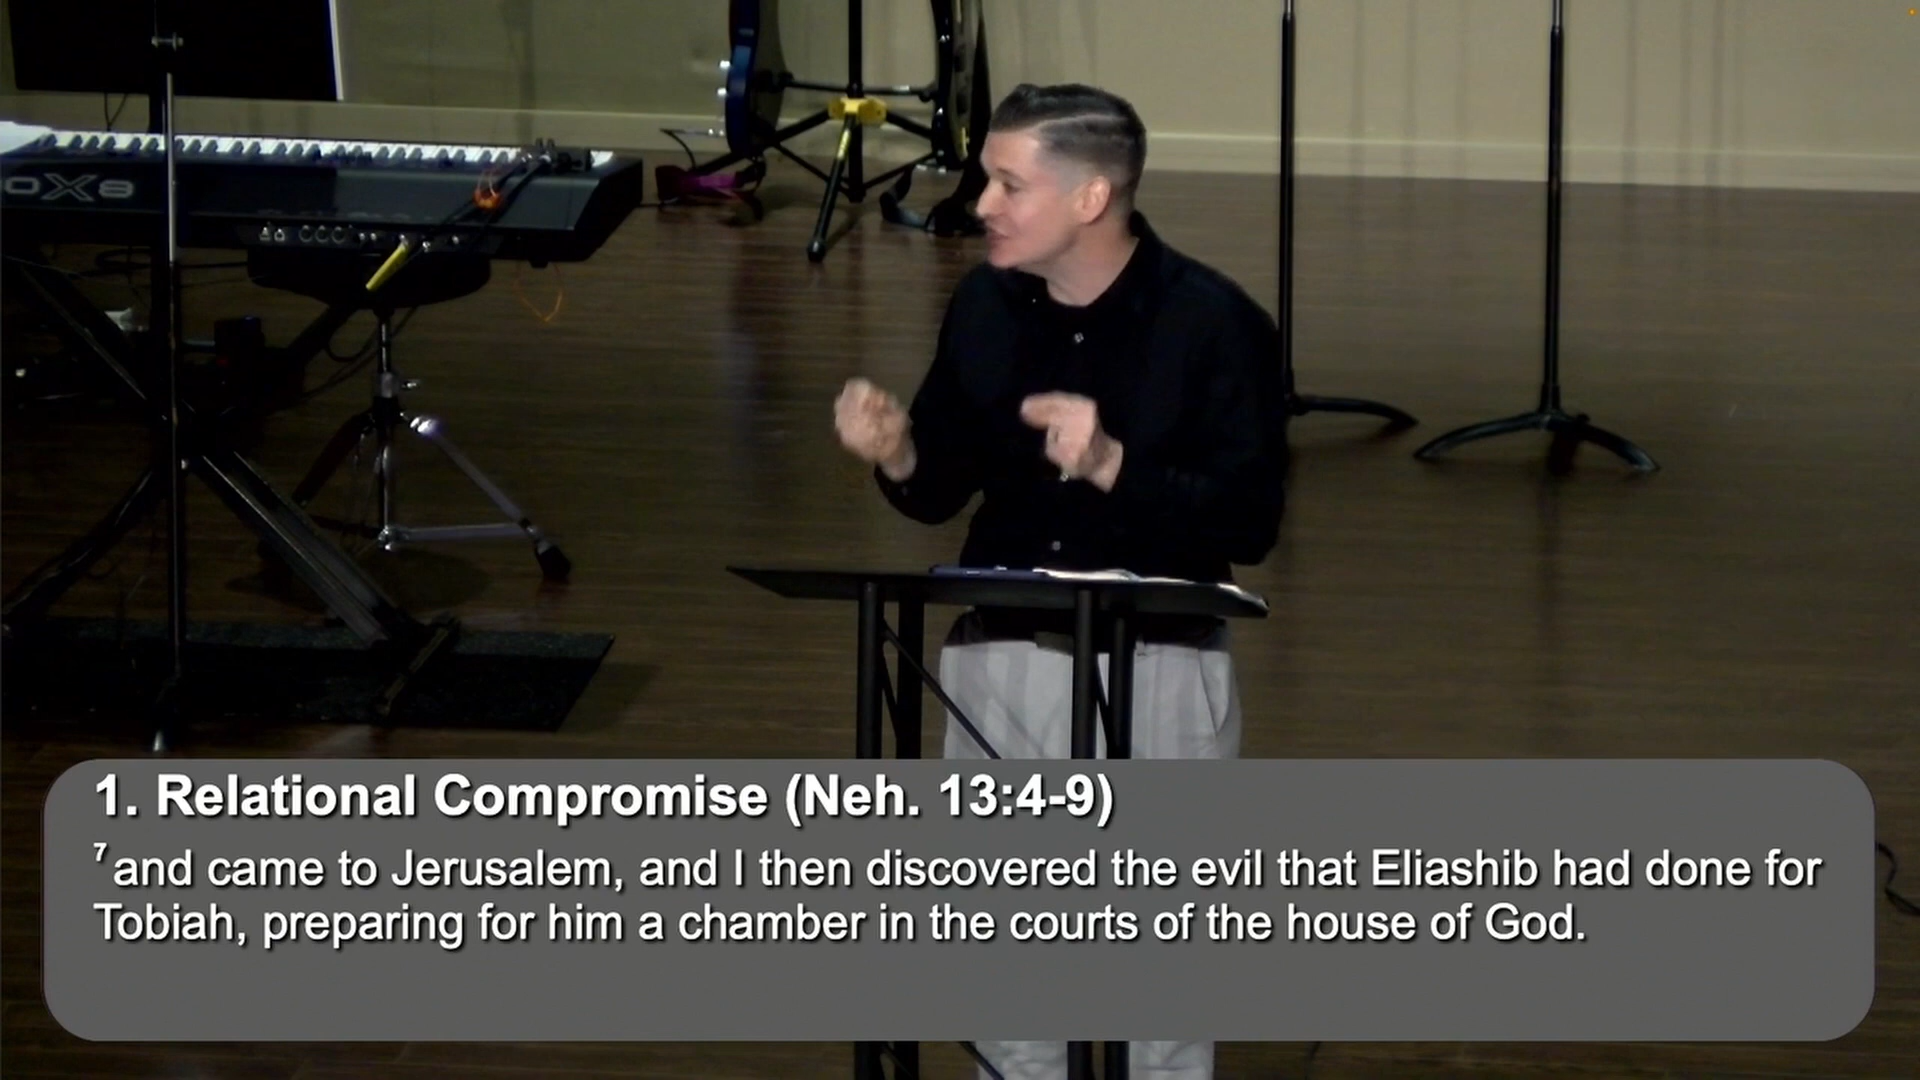 oX8
1. Relational Compromise (Neh. 13:4-9)
⁷and came to Jerusalem, and I then discovered the evil that Eliashib had done for
Tobiah, preparing for him a chamber in the courts of the house of God.